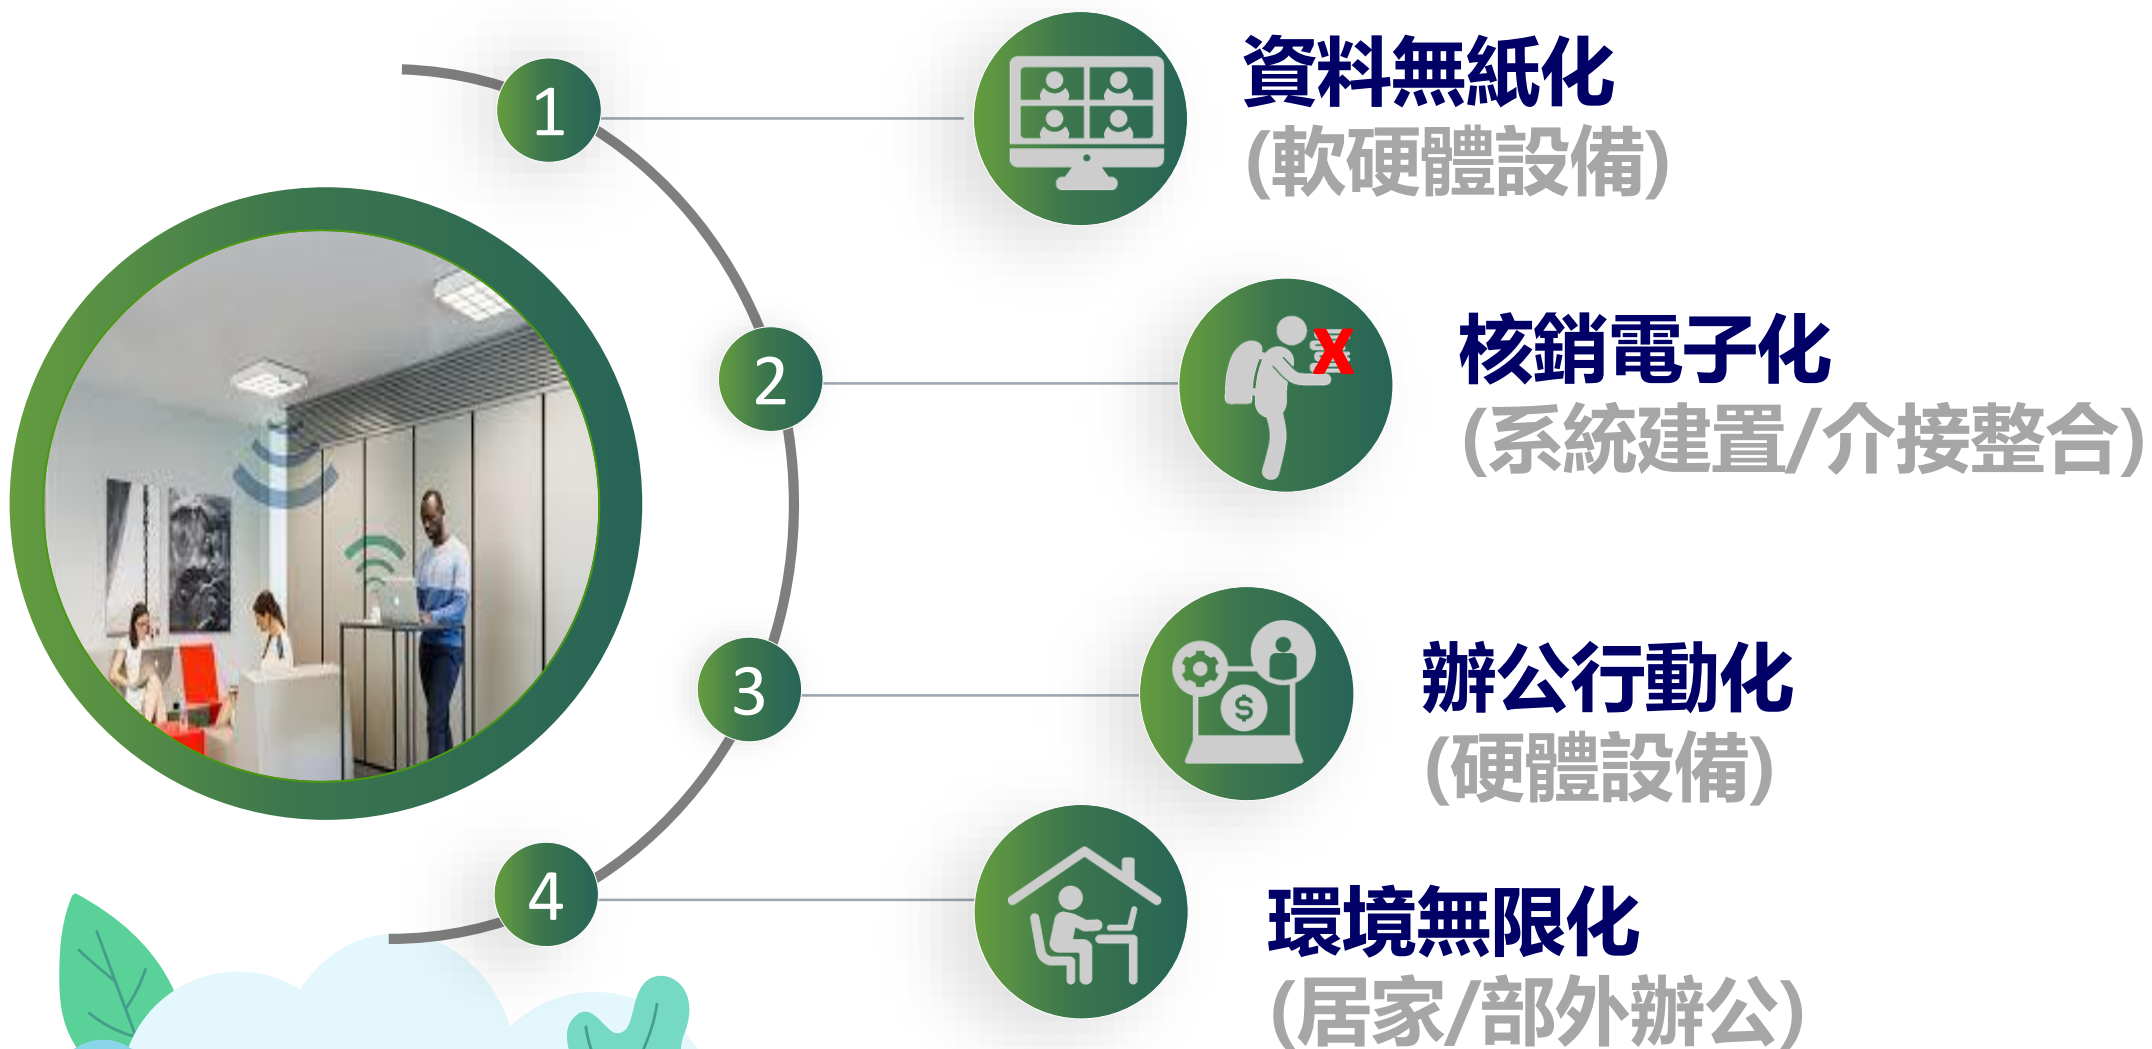 1
資料無紙化
(軟硬體設備)
2
X
核銷電子化
(系統建置/介接整合)
3
$
辦公行動化
(硬體設備)
4
環境無限化
(居家/部外辦公)